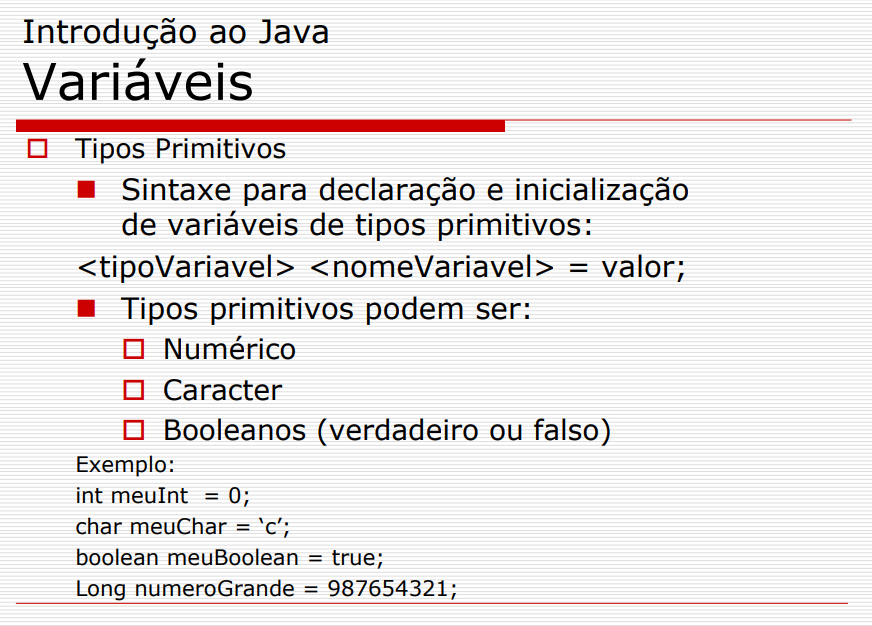 Introdução ao Java
Variáveis
Tipos Primitivos
Sintaxe para declaração e inicialização
de variáveis de tipos primitivos:
<tipoVariavel> <nomeVariavel> = valor;
Tipos primitivos podem ser:
Numérico
Caracter
Booleanos (verdadeiro ou falso)
Exemplo:
int meuInt  = 0;
char meuChar = ‘c’;
boolean meuBoolean = true;
Long numeroGrande = 987654321;